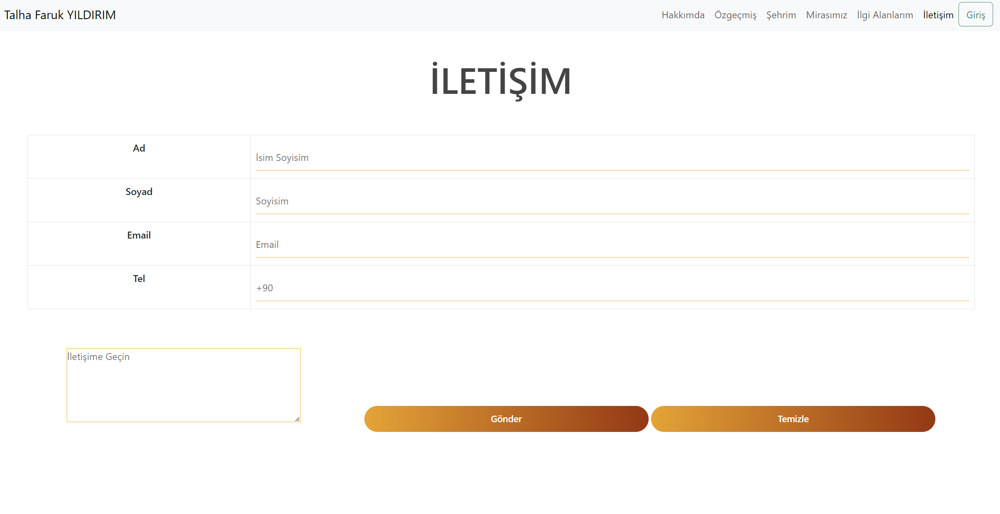 Talha Faruk YILDIRIM
Hakkımda Özgeçmiş Şehrim Mirasımız İlgi Alanlarım İletişim Giriş
İLETİŞİM
Ad
İsim Soyisim
Soyad
Soyisim
Email
Email
Tel
+90
İletişime Geçin
Gönder
Temizle